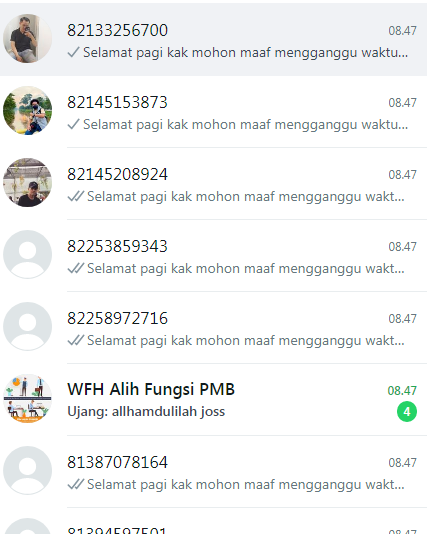 82133256700
08.47
Selamat pagi kak mohon maaf mengganggu waktu...
82145153873
08.47
Selamat pagi kak mohon maaf mengganggu waktu...
82145208924
08.47
Selamat pagi kak mohon maaf mengganggu wakt...
82253859343
08.47
Selamat pagi kak mohon maaf mengganggu wakt...
82258972716
08.47
Selamat pagi kak mohon maaf mengganggu wakt...
WFH Alih Fungsi PMB
08.47
Ujang: allhamdulilah joss
4
81387078164
08.47
Selamat pagi kak mohon maaf mengganggu wakt...
81394597501
08.47